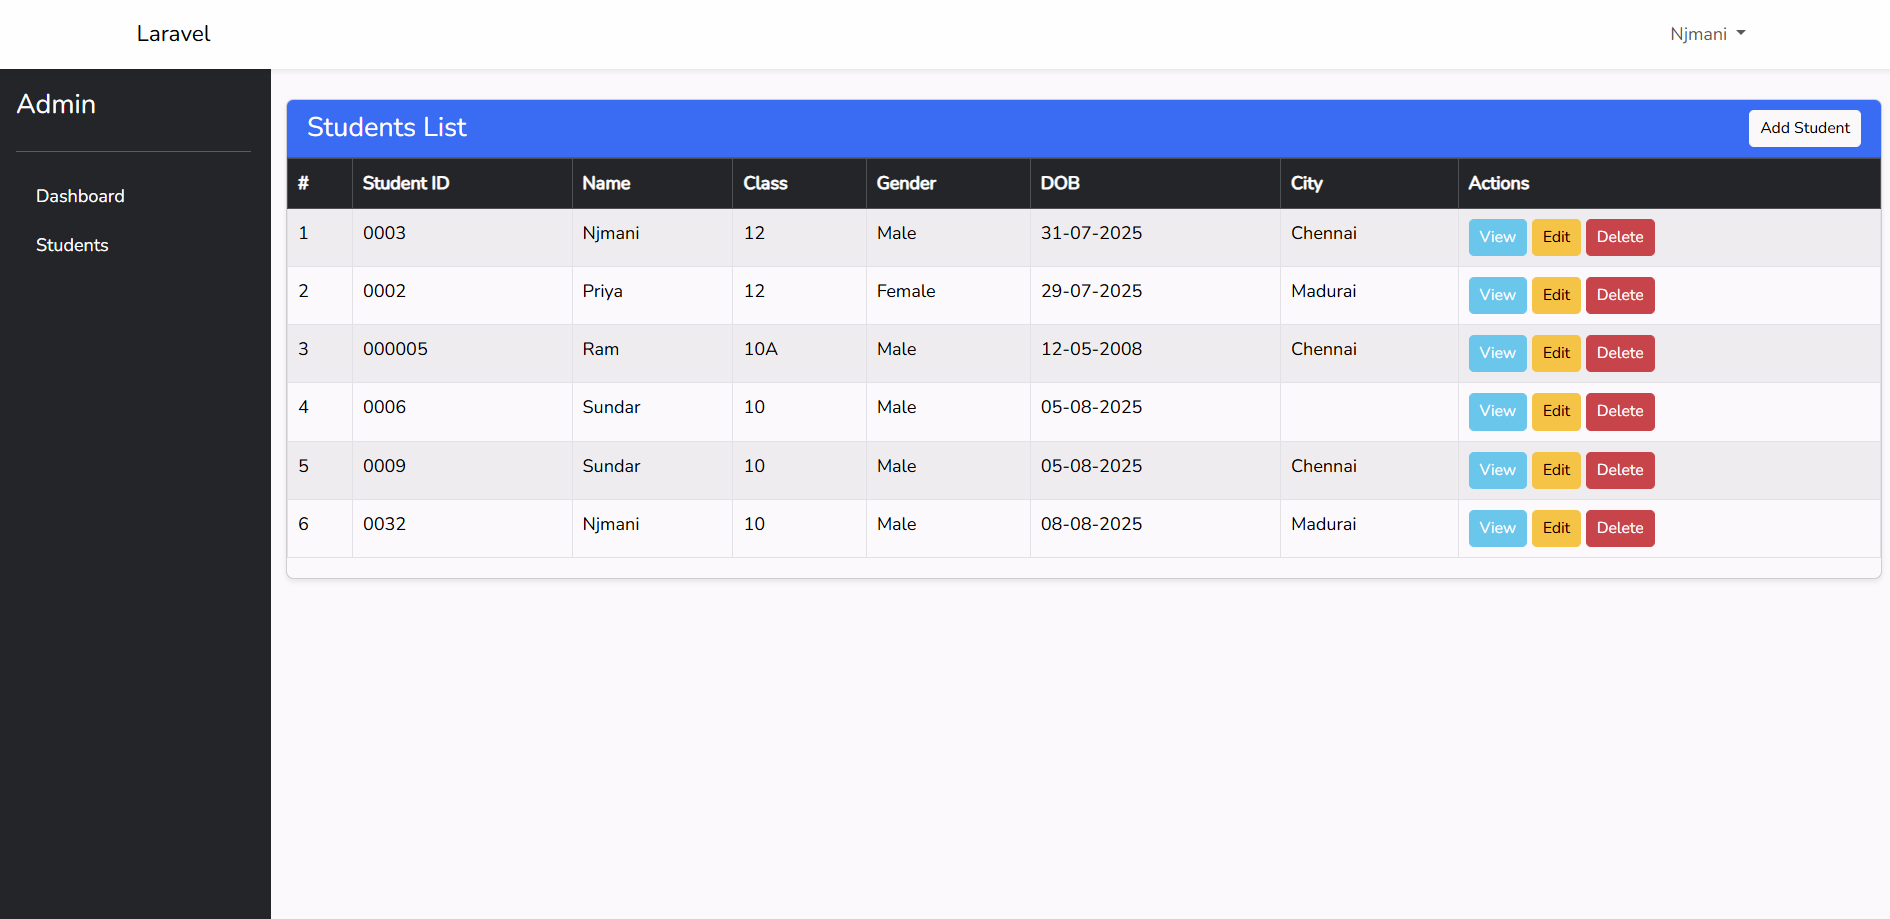 Laravel
Njmani
Admin
Dashboard
Students
Students List
Add Student
# Student ID Name Class Gender DOB City Actions
1 0003 Njmani 12 Male 31-07-2025 Chennai View Edit Delete
2 0002 Priya 12 Female 29-07-2025 Madurai View Edit Delete
3 000005 Ram 10A Male 12-05-2008 Chennai View Edit Delete
4 0006 Sundar 10 Male 05-08-2025 View Edit Delete
5 0009 Sundar 10 Male 05-08-2025 Chennai View Edit Delete
6 0032 Njmani 10 Male 08-08-2025 Madurai View Edit Delete